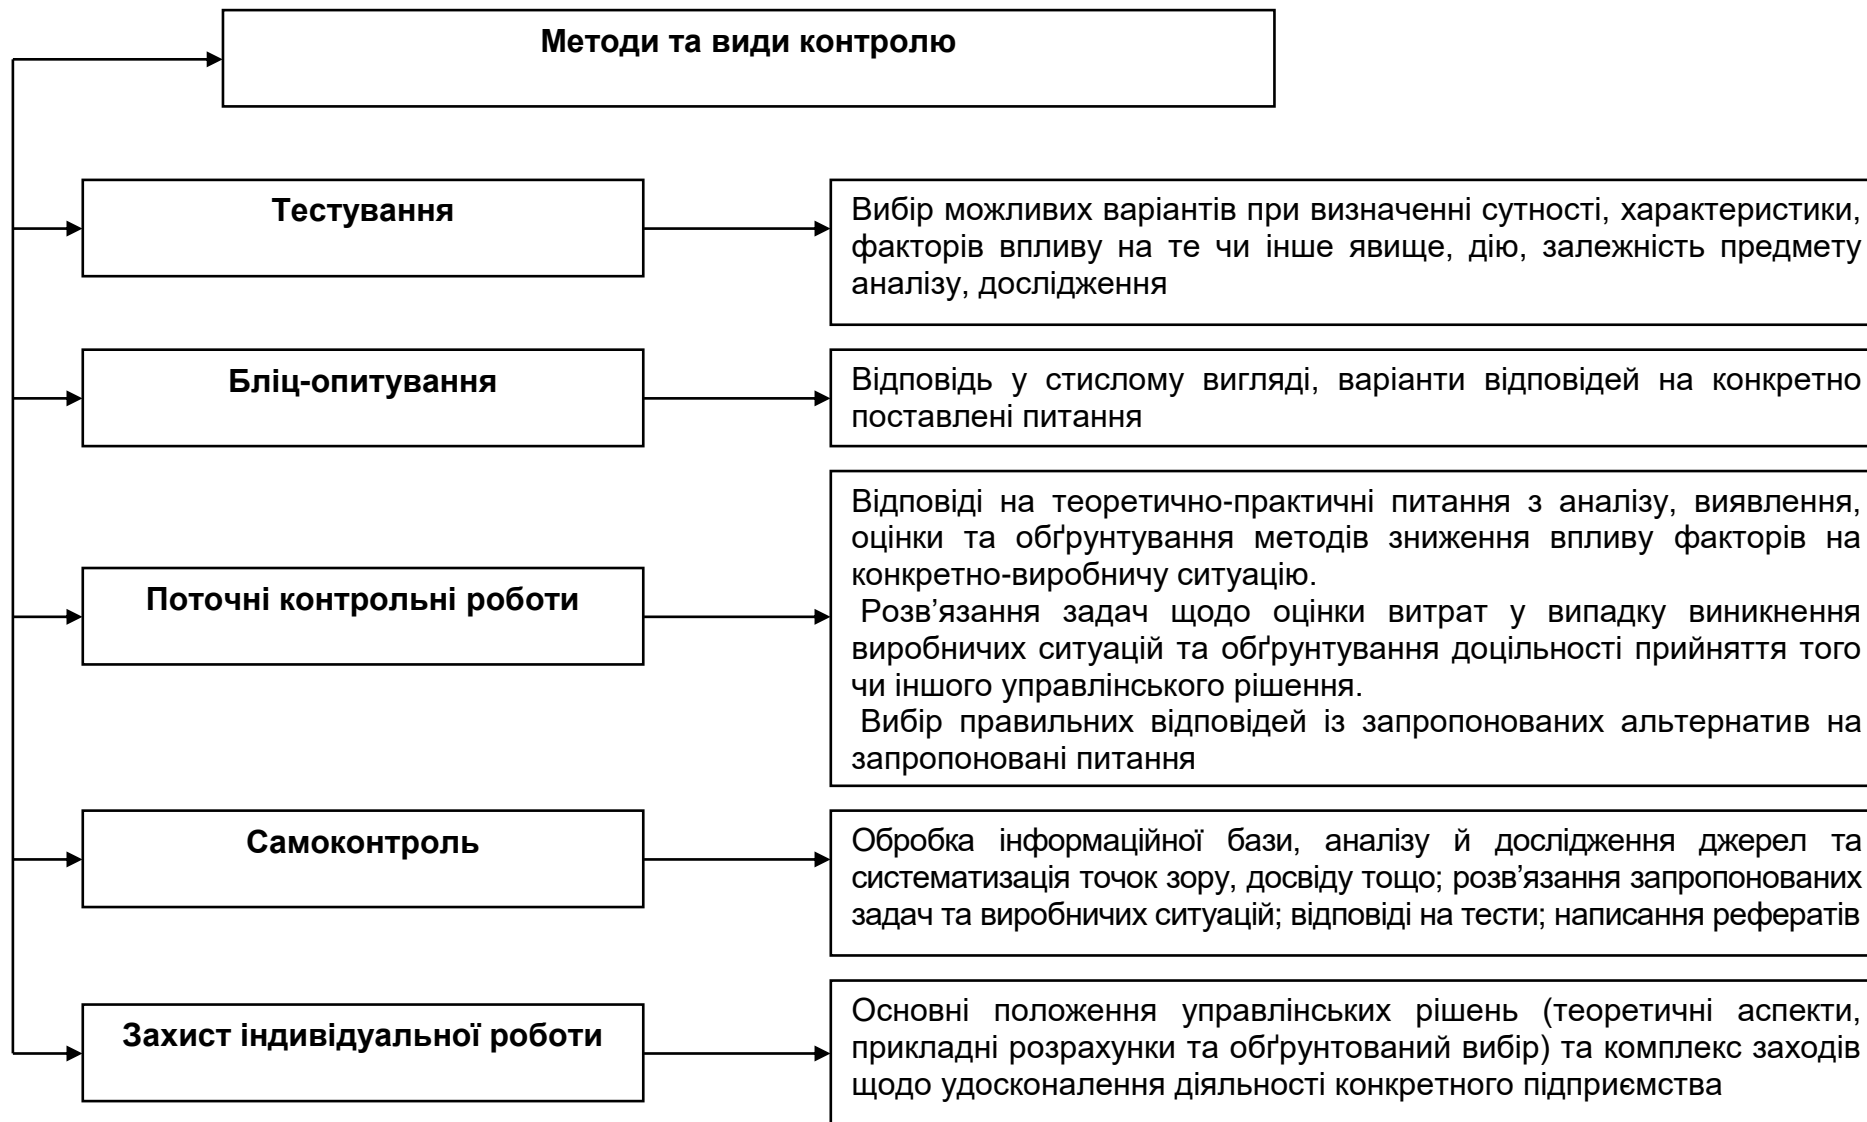 Методи та види контролю
Тестування
Вибір можливих варіантів при визначенні сутності, характеристики,
факторів впливу на те чи інше явище, дію, залежність предмету
аналізу, дослідження
Бліц-опитування
Відповідь у стислому вигляді, варіанти відповідей на конкретно
поставлені питання
Поточні контрольні роботи
Відповіді на теоретично-практичні питання з аналізу, виявлення,
оцінки та обґрунтування методів зниження впливу факторів на
конкретно-виробничу ситуацію.
Розв’язання задач щодо оцінки витрат у випадку виникнення
виробничих ситуацій та обґрунтування доцільності прийняття того
чи іншого управлінського рішення.
Вибір правильних відповідей із запропонованих альтернатив на
запропоновані питання
Самоконтроль
Обробка інформаційної бази, аналізу й дослідження джерел та
систематизація точок зору, досвіду тощо; розв’язання запропонованих
задач та виробничих ситуацій; відповіді на тести; написання рефератів
Захист індивідуальної роботи
Основні положення управлінських рішень (теоретичні аспекти,
прикладні розрахунки та обґрунтований вибір) та комплекс заходів
щодо удосконалення діяльності конкретного підприємства